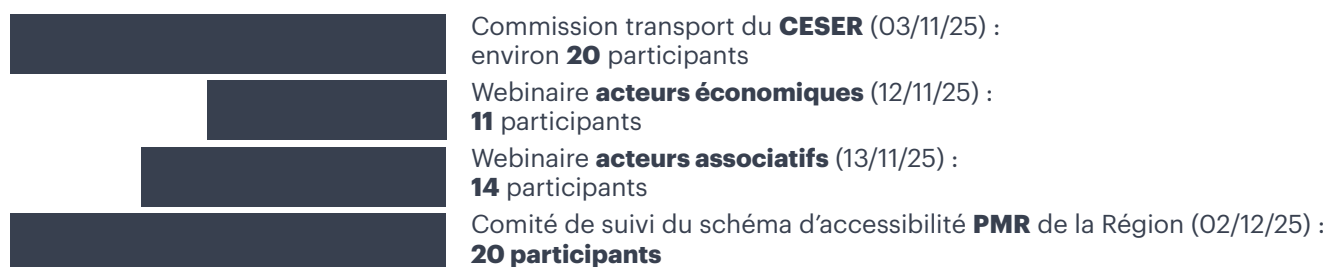 Commission transport du CESER (03/11/25) :
environ 20 participants
Webinaire acteurs économiques (12/11/25) :
11 participants
Webinaire acteurs associatifs (13/11/25) :
14 participants
Comité de suivi du schéma d’accessibilité PMR de la Région (02/12/25) :
20 participants